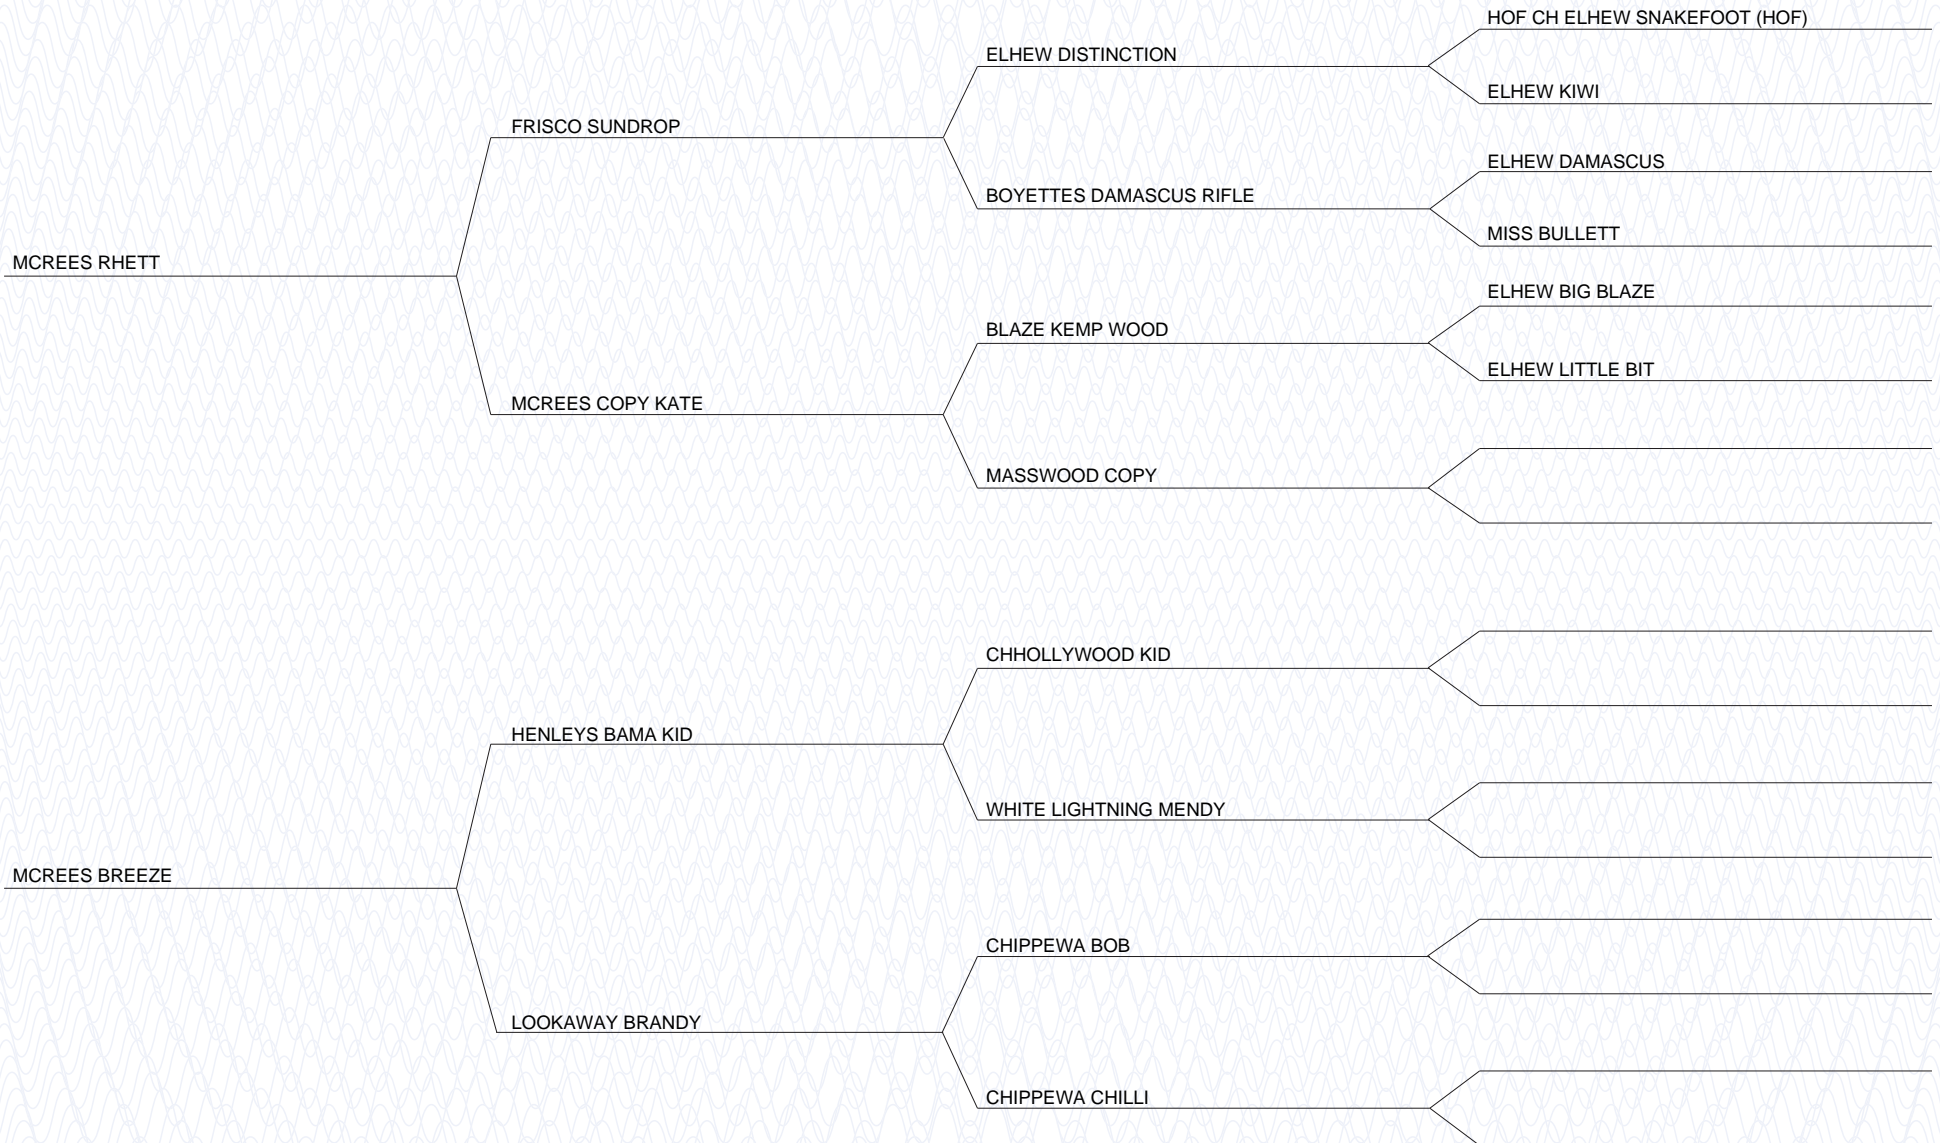 HOF CH ELHEW SNAKEFOOT (HOF)
ELHEW DISTINCTION
ELHEW KIWI
FRISCO SUNDROP
ELHEW DAMASCUS
BOYETTES DAMASCUS RIFLE
MISS BULLETT
MCREES RHETT
ELHEW BIG BLAZE
BLAZE KEMP WOOD
ELHEW LITTLE BIT
MCREES COPY KATE
MASSWOOD COPY
CHHOLLYWOOD KID
HENLEYS BAMA KID
WHITE LIGHTNING MENDY
MCREES BREEZE
CHIPPEWA BOB
LOOKAWAY BRANDY
CHIPPEWA CHILLI